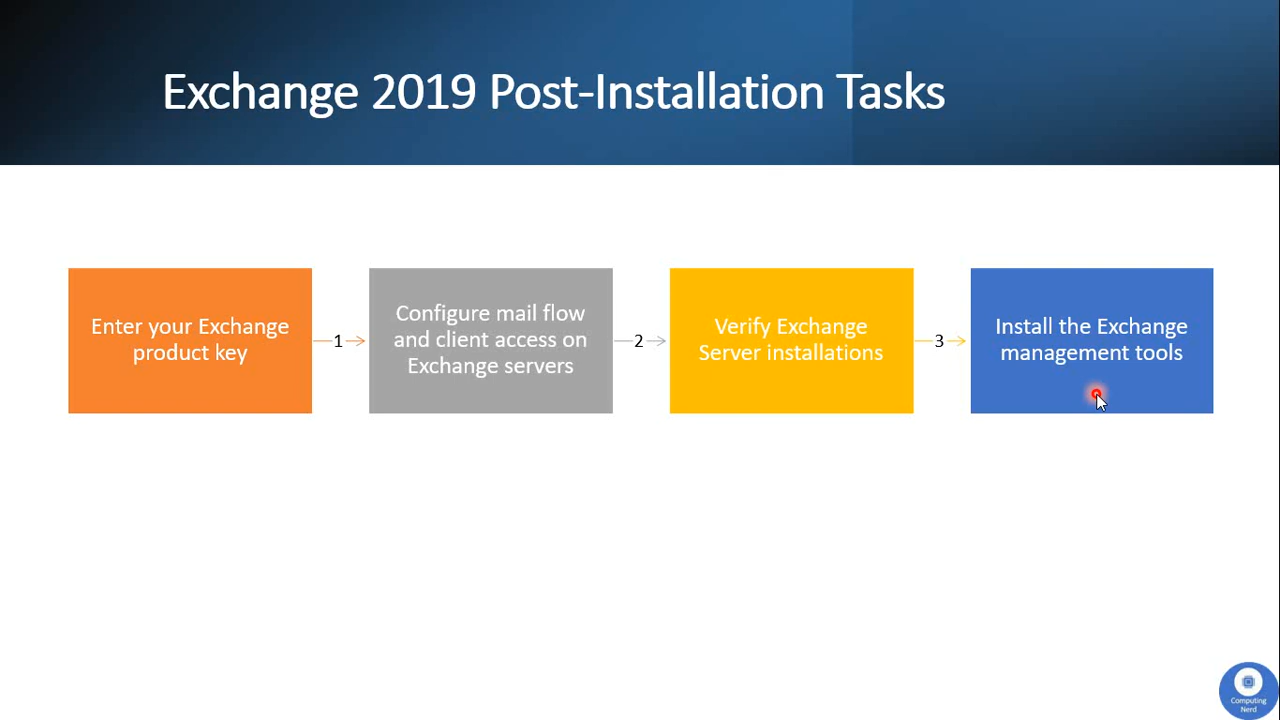 Exchange 2019 Post-Installation Tasks
Enter your Exchange
product key
1
Configure mail flow
and client access on
Exchange servers
2
Verify Exchange
Server installations
3
Install the Exchange
management tools
Computing
Nerd